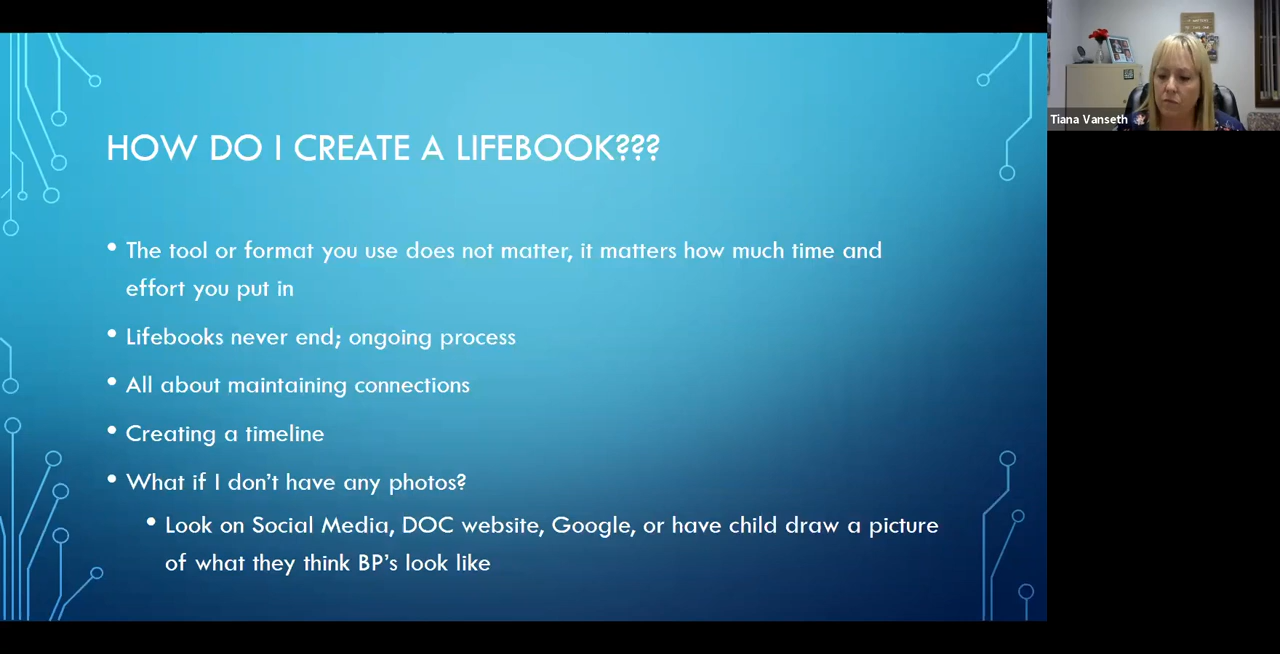 HOW DO I CREATE A LIFEBOOK???
• The tool or format you use does not matter, it matters how much time and
effort you put in
• Lifebooks never end; ongoing process
• All about maintaining connections
• Creating a timeline
• What if I don't have any photos?
• Look on Social Media, DOC website, Google, or have child draw a picture
of what they think BP's look like
Tiana Vanseth